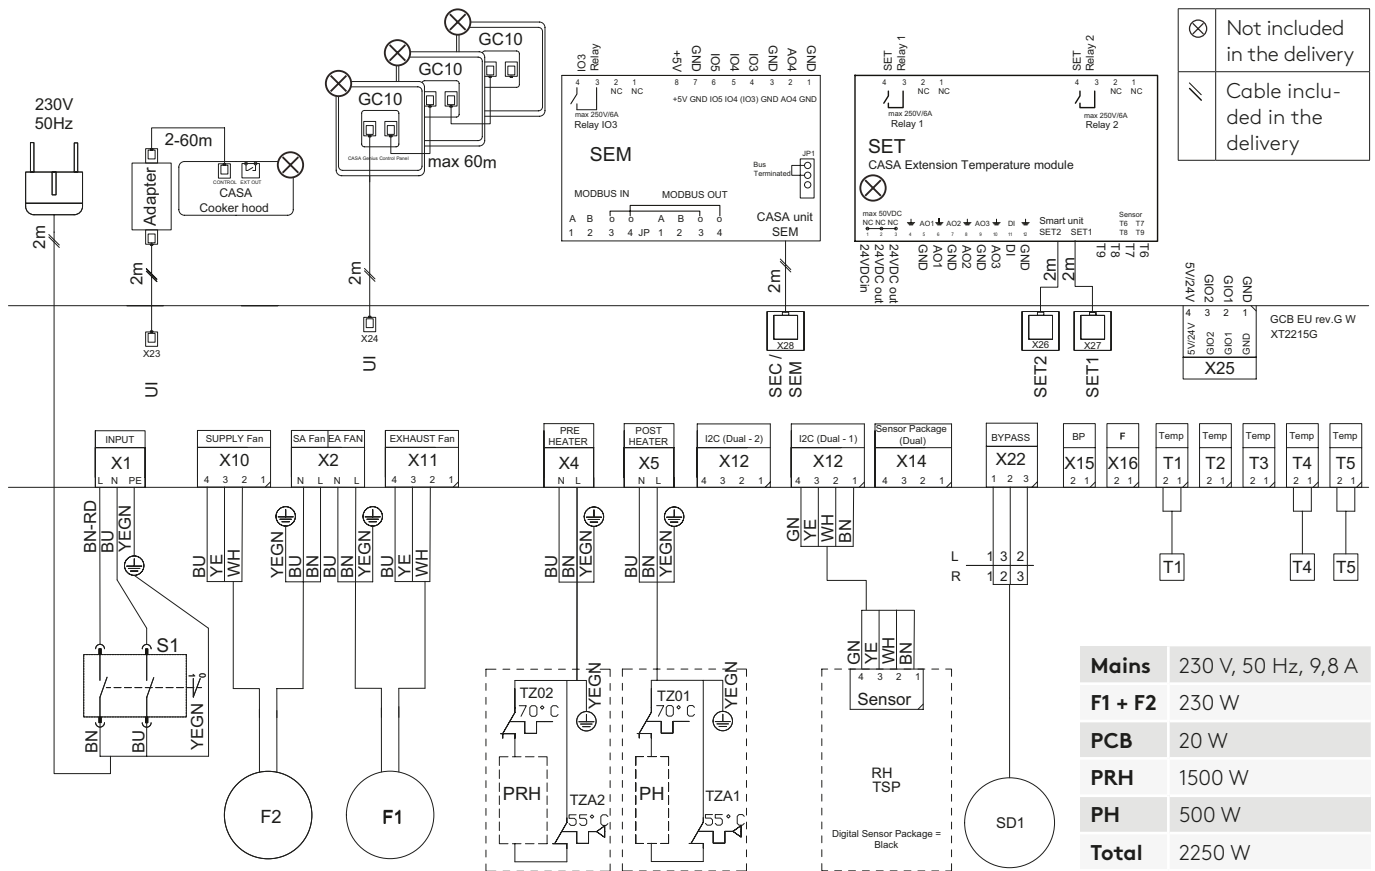 Not included
in the delivery
Cable inclu-
ded in the
delivery
230V
50Hz
2m
2-60m
Adapter
2m
CONTROL EXT OUT
CASA
Cooker hood
GC10
GC10
GC10
CASA Genius Control Panel
max 60m
2m
IO3
Relay
+5V
GND
IO5
IO4
IO3
GND
AO4
GND
4 3 2 1
NC NC
8 7 6 5 4 3 2 1
+5V GND IO5 IO4 (IO3) GND AO4 GND
max 250V/6A
Relay IO3
SEM
JP1
Bus
Terminated
MODBUS IN
MODBUS OUT
A B A B
1 2 3 4 JP 1 2 3 4
CASA unit
SEM
2m
SET
Relay 1
SET
Relay 2
4 3 2 1
NC NC
4 3 2 1
NC NC
max 250V/6A
Relay 1
max 250V/6A
Relay 2
SET
CASA Extension Temperature module
max 50VDC
NC NC NC
AO1 AO2 AO3 DI
1 2 3 4 5 6 7 8 9 10 11 12
Smart unit
SET2 SET1
Sensor
T6 T7
T8 T9
24VDCin
24VDC out
24VDC out
GND
AO1
GND
AO2
GND
AO3
DI
GND
2m
2m
T9
T8
T7
T6
X23
UI
X24
UI
X28
SEC /
SEM
X26
SET2
X27
SET1
5V/24V
GIO2
GIO1
GND
4 3 2 1
5V/24V
GIO2
GIO1
GND
X25
GCB EU rev.G W
XT2215G
INPUT
X1
L N PE
SUPPLY Fan
X10
4 3 2 1
SA Fan EA FAN
X2
N L N L
EXHAUST Fan
X11
4 3 2 1
PRE
HEATER
X4
N L
POST
HEATER
X5
N L
I2C (Dual - 2)
X12
4 3 2 1
I2C (Dual - 1)
X12
4 3 2 1
Sensor Package
(Dual)
X14
4 3 2 1
BYPASS
X22
1 2 3
BP
X15
2 1
F
X16
2 1
Temp
T1
2 1
Temp
T2
2 1
Temp
T3
2 1
Temp
T4
2 1
Temp
T5
2 1
BN-RD
BU
YEGN
BU
YE
WH
YEGN
BU
BN
BU
BN
YEGN
BU
YE
WH
BU
BN
YEGN
BU
BN
YEGN
GN
YE
WH
BN
L 1 3 2
R 1 2 3
T1
T4
T5
S1
0
1
BN
BU
YEGN
F2
F1
YEGN
TZ02
70°C
PRH
TZA2
55°C
YEGN
TZ01
70°C
PH
TZA1
55°C
GN
YE
WH
BN
4 3 2 1
Sensor
RH
TSP
Digital Sensor Package =
Black
SD1
Mains 230 V, 50 Hz, 9,8 A
F1 + F2 230 W
PCB 20 W
PRH 1500 W
PH 500 W
Total 2250 W